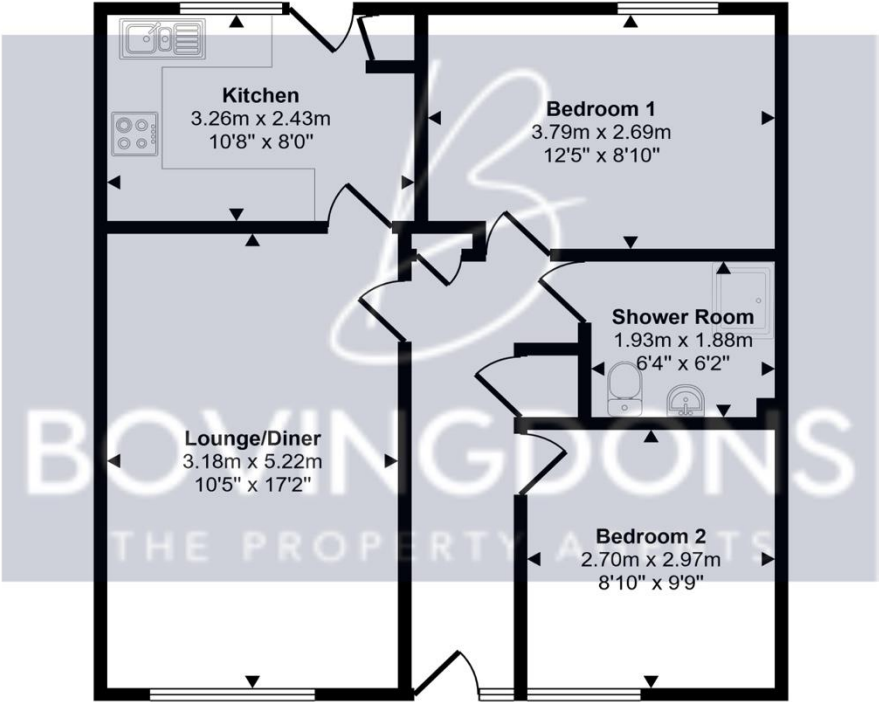 Kitchen
3.26m x 2.43m
10'8" x 8'0"
Bedroom 1
3.79m x 2.69m
12'5" x 8'10"
Shower Room
1.93m x 1.88m
6'4" x 6'2"
Lounge/Diner
3.18m x 5.22m
10'5" x 17'2"
BOVINGDONS
THE PROPERTY AGENTS
Bedroom 2
2.70m x 2.97m
8'10" x 9'9"